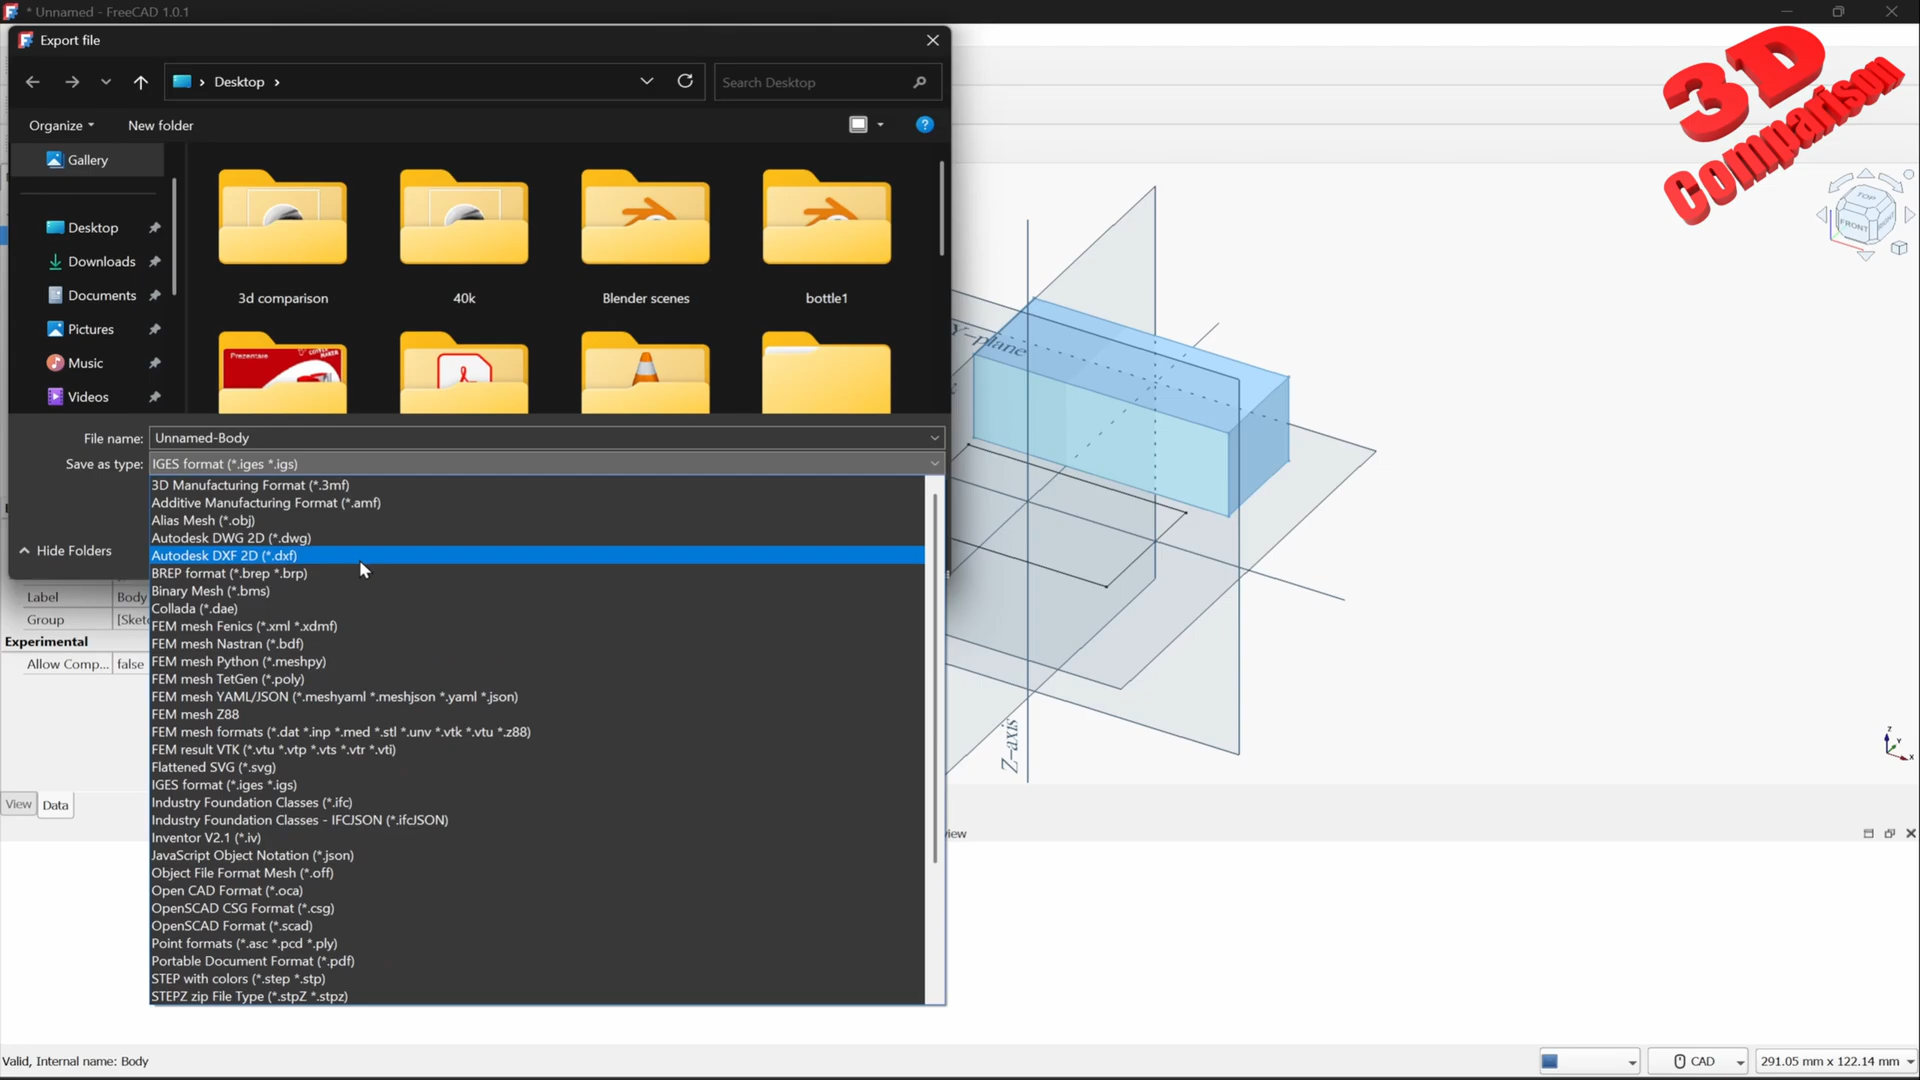 * Unnamed - FreeCAD 1.0.1
Export file
Desktop
Search Desktop
Organize
New folder
Gallery
Desktop
Downloads
Documents
Pictures
Music
Videos
3d comparison
40k
Blender scenes
bottle1
Prezentare
File name: Unnamed-Body
Save as type: IGES format (*.iges *.igs)
3D Manufacturing Format (*.3mf)
Additive Manufacturing Format (*.amf)
Alias Mesh (*.obj)
Autodesk DWG 2D (*.dwg)
Autodesk DXF 2D (*.dxf)
BREP format (*.brep *.brp)
Binary Mesh (*.bms)
Collada (*.dae)
FEM mesh Fenics (*.xml *.xdmf)
FEM mesh Nastran (*.bdf)
FEM mesh Python (*.meshpy)
FEM mesh TetGen (*.poly)
FEM mesh YAML/JSON (*.meshyaml *.meshjson *.yaml *.json)
FEM mesh Z88
FEM mesh formats (*.dat *.inp *.med *.stl *.unv *.vtk *.vtu *.z88)
FEM result VTK (*.vtu *.vtp *.vts *.vtr *.vti)
Flattened SVG (*.svg)
IGES format (*.iges *.igs)
Industry Foundation Classes (*.ifc)
Industry Foundation Classes - IFCJSON (*.ifcJSON)
Inventor V2.1 (*.iv)
JavaScript Object Notation (*.json)
Object File Format Mesh (*.off)
Open CAD Format (*.oca)
OpenSCAD CSG Format (*.csg)
OpenSCAD Format (*.scad)
Point formats (*.asc *.pcd *.ply)
Portable Document Format (*.pdf)
STEP with colors (*.step *.stp)
STEPZ zip File Type (*.stpZ *.stpz)
Hide Folders
Label Body
Group [Sket
Experimental
Allow Comp... false
View
Data
Y-plane
Z-axis
3D
Comparison
TOP
FRONT
Z
Y
X
iew
Valid, Internal name: Body
CAD
291.05 mm x 122.14 mm